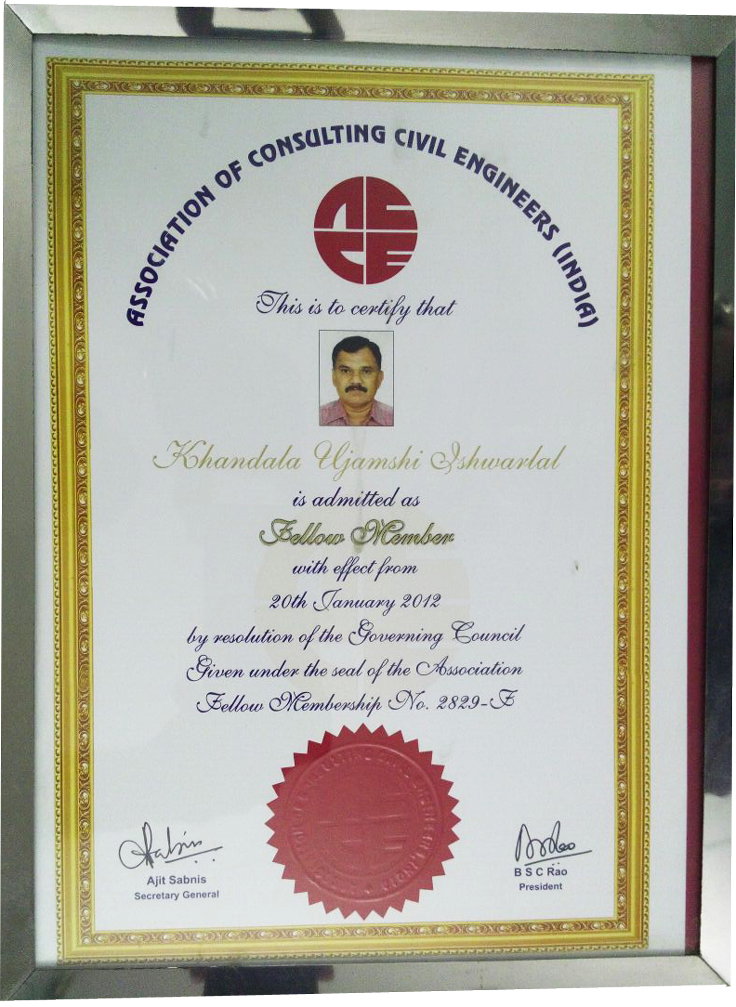 ASSOCIATION OF CONSULTING CIVIL ENGINEERS (INDIA)
AC
CE
This is to certify that
Khandala Ujamshi Ishwarlal
is admitted as
Fellow Member
with effect from
20th January 2012
by resolution of the Governing Council
Given under the seal of the Association
Fellow Membership No. 2829-F
Ajit Sabnis
Secretary General
B S C Rao
President